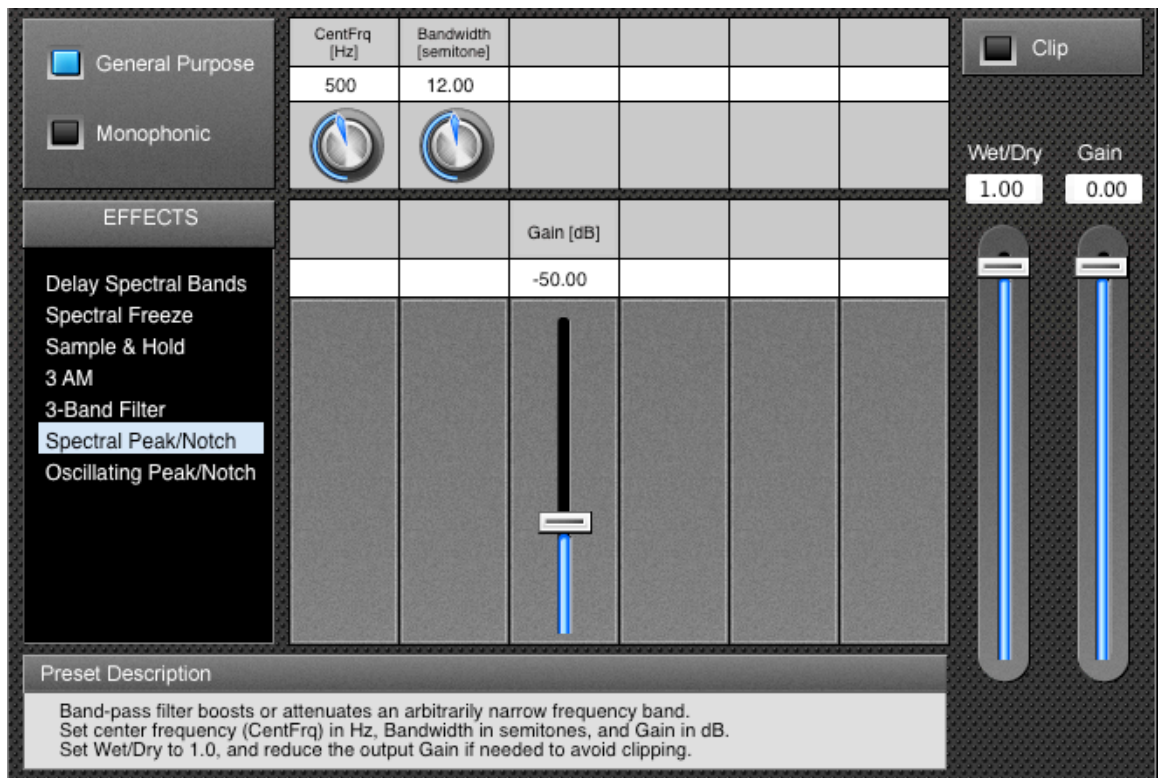 General Purpose
Monophonic
CentFrq
[Hz]
Bandwidth
[semitone]
500
12.00
Clip
Wet/Dry
Gain
1.00
0.00
EFFECTS
Delay Spectral Bands
Spectral Freeze
Sample & Hold
3 AM
3-Band Filter
Spectral Peak/Notch
Oscillating Peak/Notch
Gain [dB]
-50.00
Preset Description
Band-pass filter boosts or attenuates an arbitrarily narrow frequency band.
Set center frequency (CentFrq) in Hz, Bandwidth in semitones, and Gain in dB.
Set Wet/Dry to 1.0, and reduce the output Gain if needed to avoid clipping.